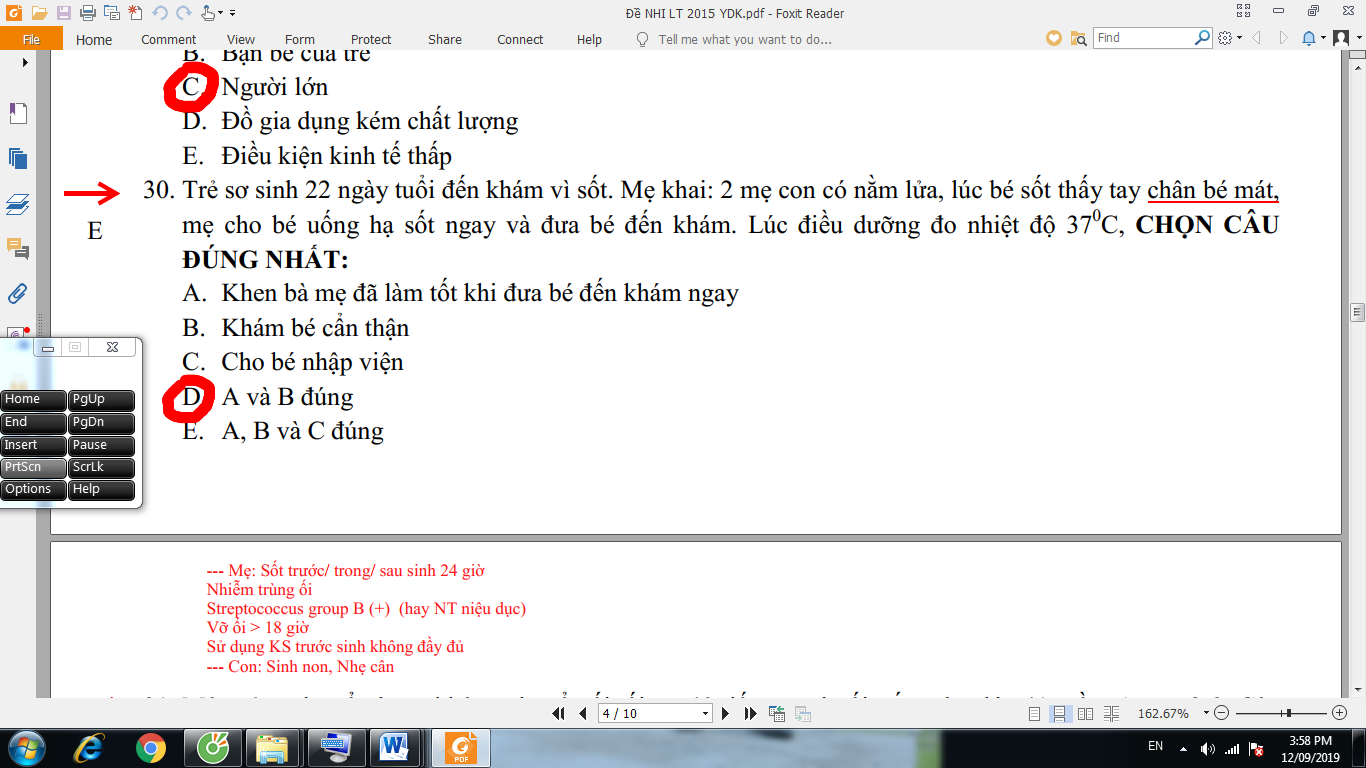 Đề NHI LT 2015 YDK.pdf - Foxit Reader
File Home Comment View Form Protect Share Connect Help Tell me what you want to do... Find
B. Bạn bè của trẻ
C. Người lớn
D. Đồ gia dụng kém chất lượng
E. Điều kiện kinh tế thấp
30. Trẻ sơ sinh 22 ngày tuổi đến khám vì sốt. Mẹ khai: 2 mẹ con có nằm lửa, lúc bé sốt thấy tay chân bé mát,
E mẹ cho bé uống hạ sốt ngay và đưa bé đến khám. Lúc điều dưỡng đo nhiệt độ 37⁰C, CHỌN CÂU
ĐÚNG NHẤT:
A. Khen bà mẹ đã làm tốt khi đưa bé đến khám ngay
B. Khám bé cẩn thận
C. Cho bé nhập viện
D. A và B đúng
E. A, B và C đúng
Home PgUp
End PgDn
Insert Pause
PrtScn ScrLk
Options Help
--- Mẹ: Sốt trước/ trong/ sau sinh 24 giờ
Nhiễm trùng ối
Streptococcus group B (+) (hay NT niệu dục)
Vỡ ối > 18 giờ
Sử dụng KS trước sinh không đầy đủ
--- Con: Sinh non, Nhẹ cân
4 / 10 162.67%
PDF
EN 3:58 PM
12/09/2019